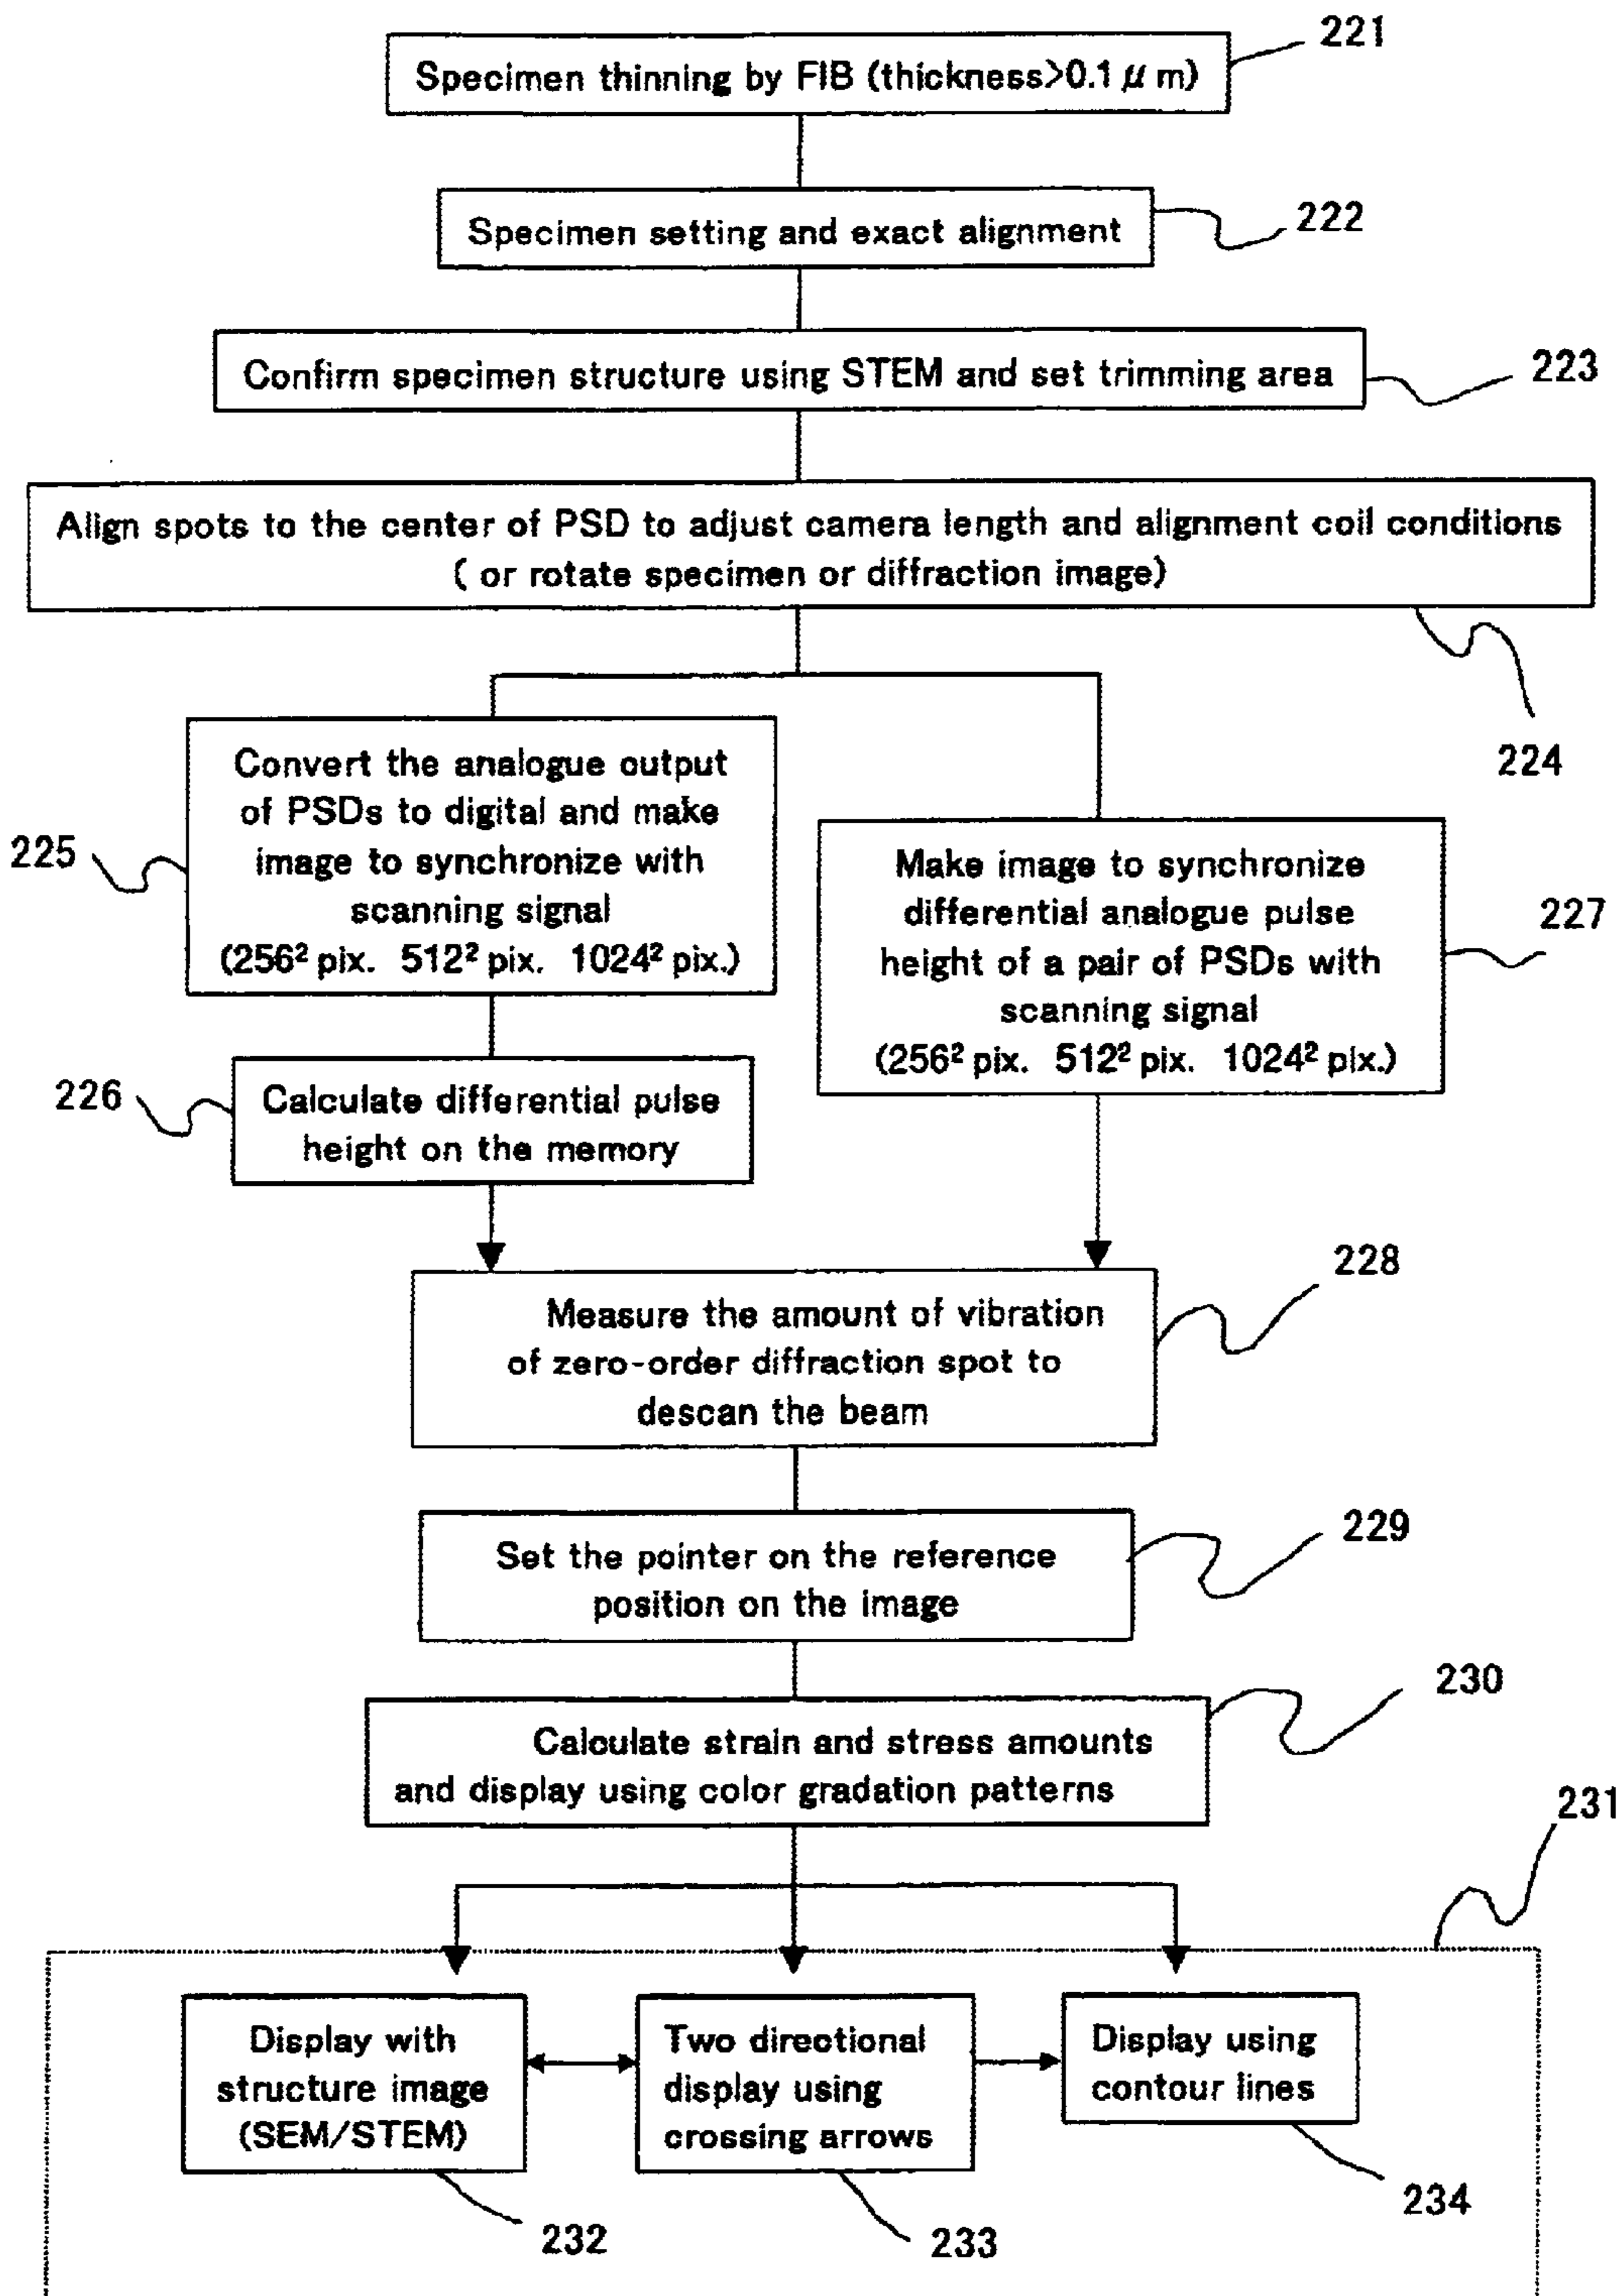 221
Specimen thinning by FIB (thickness>0.1 μm)
222
Specimen setting and exact alignment
223
Confirm specimen structure using STEM and set trimming area
Align spots to the center of PSD to adjust camera length and alignment coil conditions
( or rotate specimen or diffraction image)
224
225
Convert the analogue output
of PSDs to digital and make
image to synchronize with
scanning signal
(256² pix. 512² pix. 1024² pix.)
227
Make image to synchronize
differential analogue pulse
height of a pair of PSDs with
scanning signal
(256² pix. 512² pix. 1024² pix.)
226
Calculate differential pulse
height on the memory
228
Measure the amount of vibration
of zero-order diffraction spot to
descan the beam
229
Set the pointer on the reference
position on the image
230
Calculate strain and stress amounts
and display using color gradation patterns
231
Display with
structure image
(SEM/STEM)
232
Two directional
display using
crossing arrows
233
Display using
contour lines
234